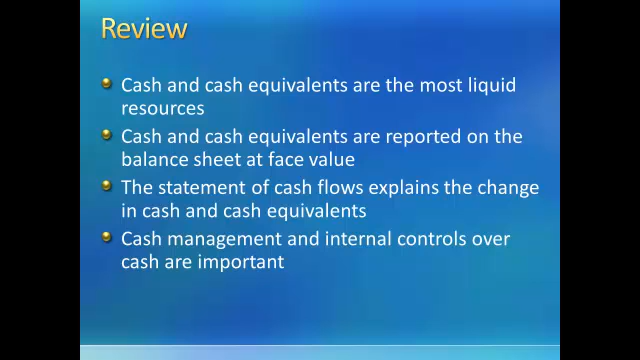 Review
Cash and cash equivalents are the most liquid
resources
Cash and cash equivalents are reported on the
balance sheet at face value
The statement of cash flows explains the change
in cash and cash equivalents
Cash management and internal controls over
cash are important